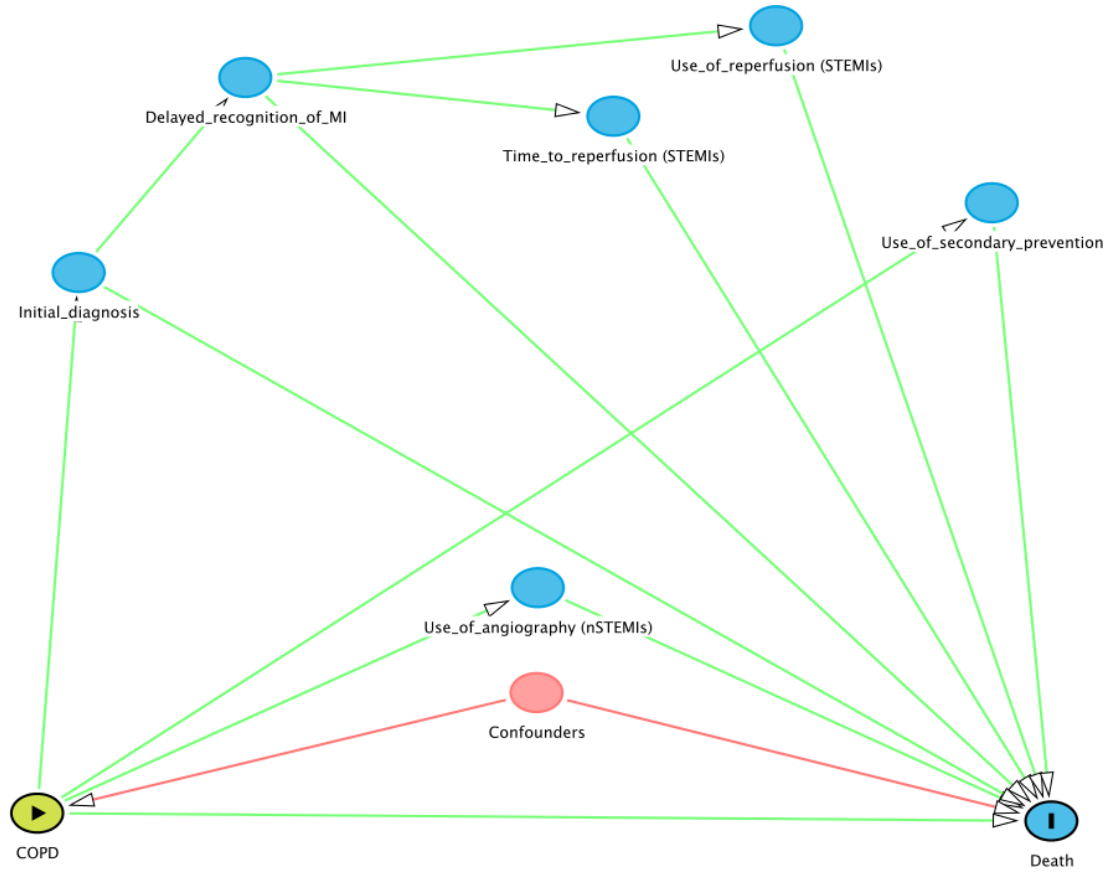 Use_of_reperfusion (STEMIs)
Delayed_recognition_of_MI
Time_to_reperfusion (STEMIs)
Use_of_secondary_prevention
Initial_diagnosis
Use_of_angiography (nSTEMIs)
Confounders
COPD
Death